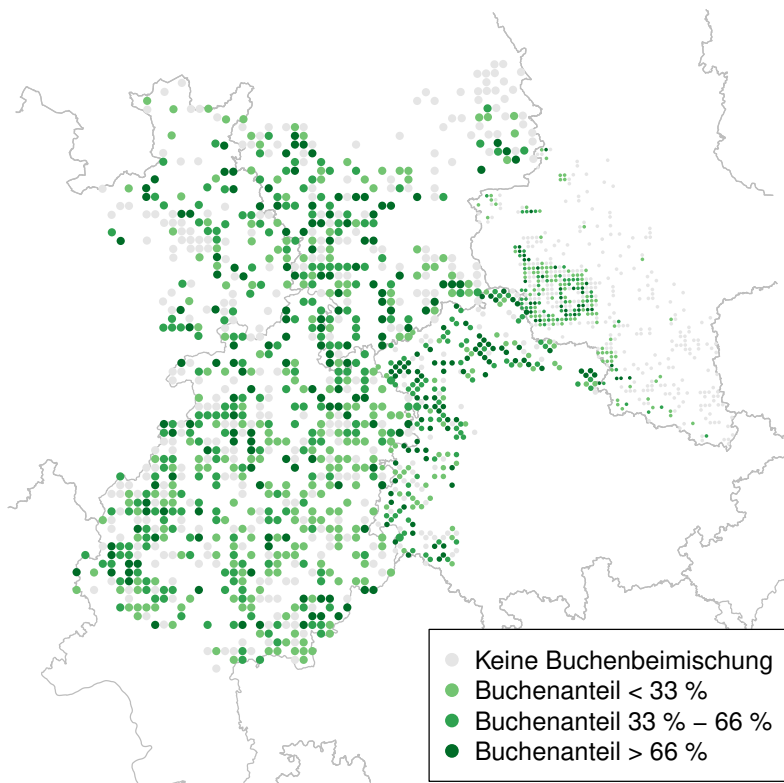 Keine Buchenbeimischung
Buchenanteil < 33 %
Buchenanteil 33 % − 66 %
Buchenanteil > 66 %